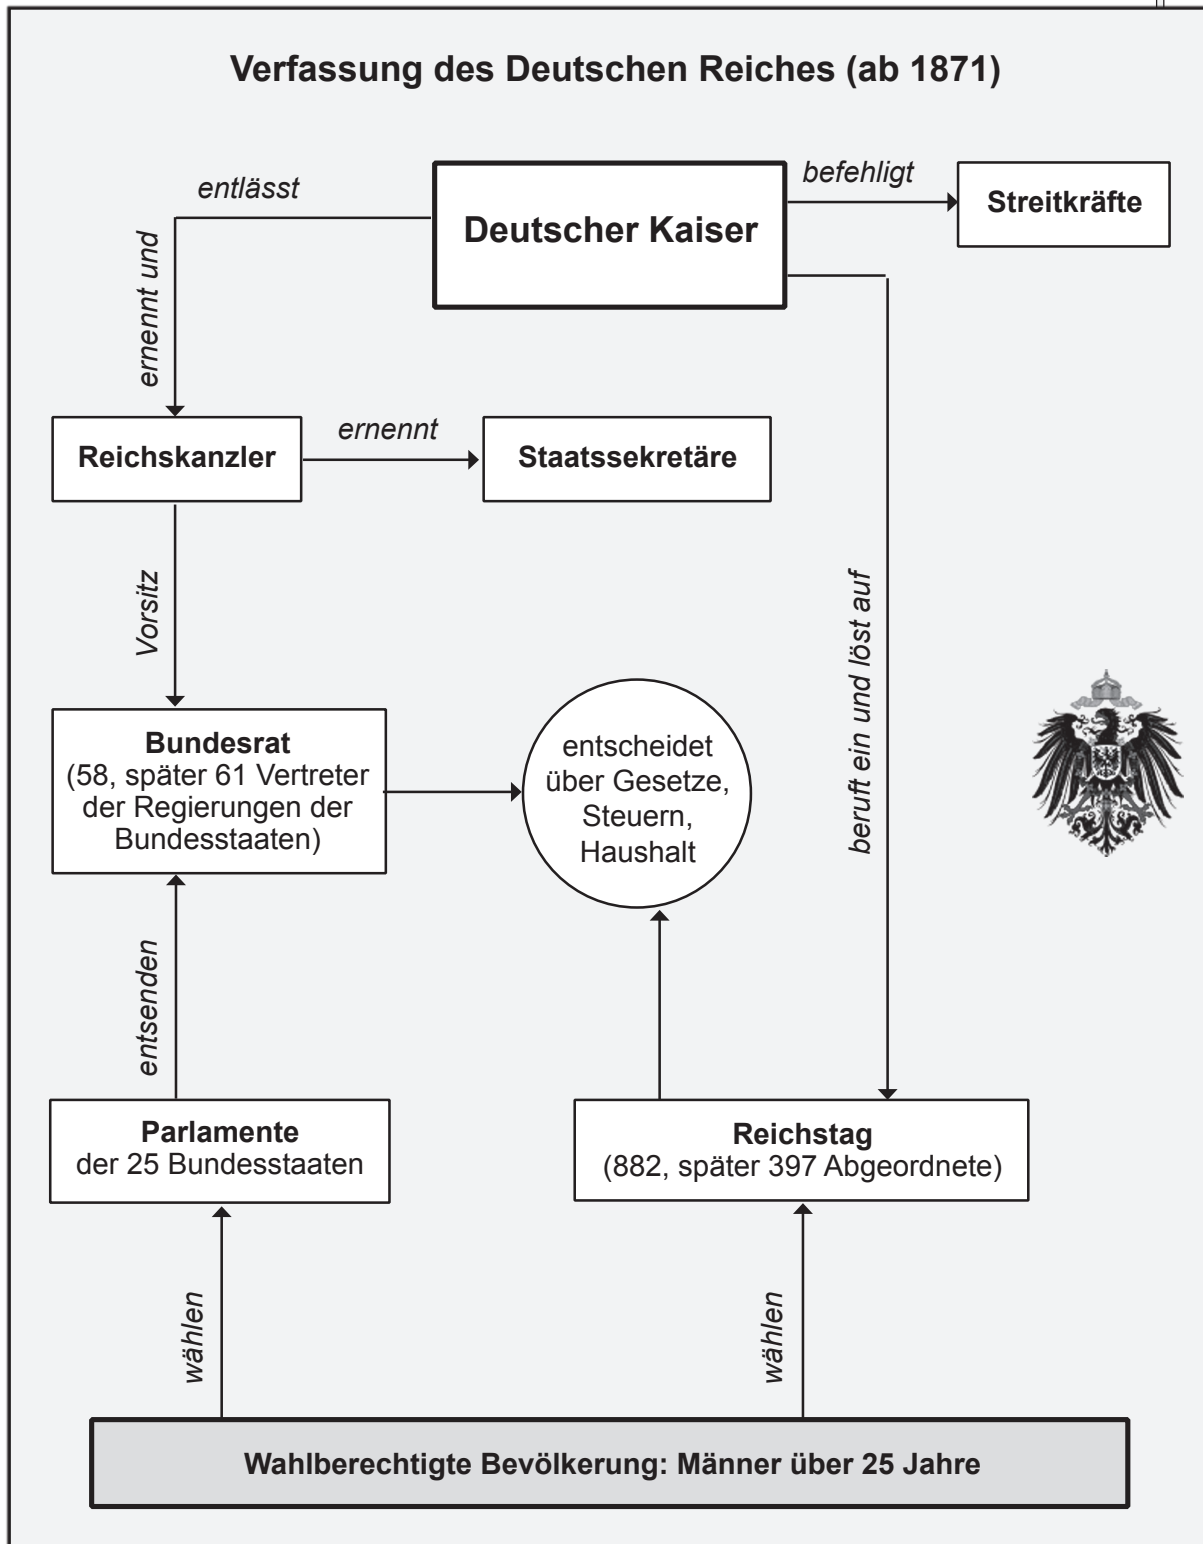 Verfassung des Deutschen Reiches (ab 1871)
entlässt
befehligt
Deutscher Kaiser
Streitkräfte
ernennt und
Reichskanzler
ernennt
Staatssekretäre
Vorsitz
beruft ein und löst auf
Bundesrat
(58, später 61 Vertreter
der Regierungen der
Bundesstaaten)
entscheidet
über Gesetze,
Steuern,
Haushalt
entsenden
Parlamente
der 25 Bundesstaaten
Reichstag
(882, später 397 Abgeordnete)
wählen
wählen
Wahlberechtigte Bevölkerung: Männer über 25 Jahre